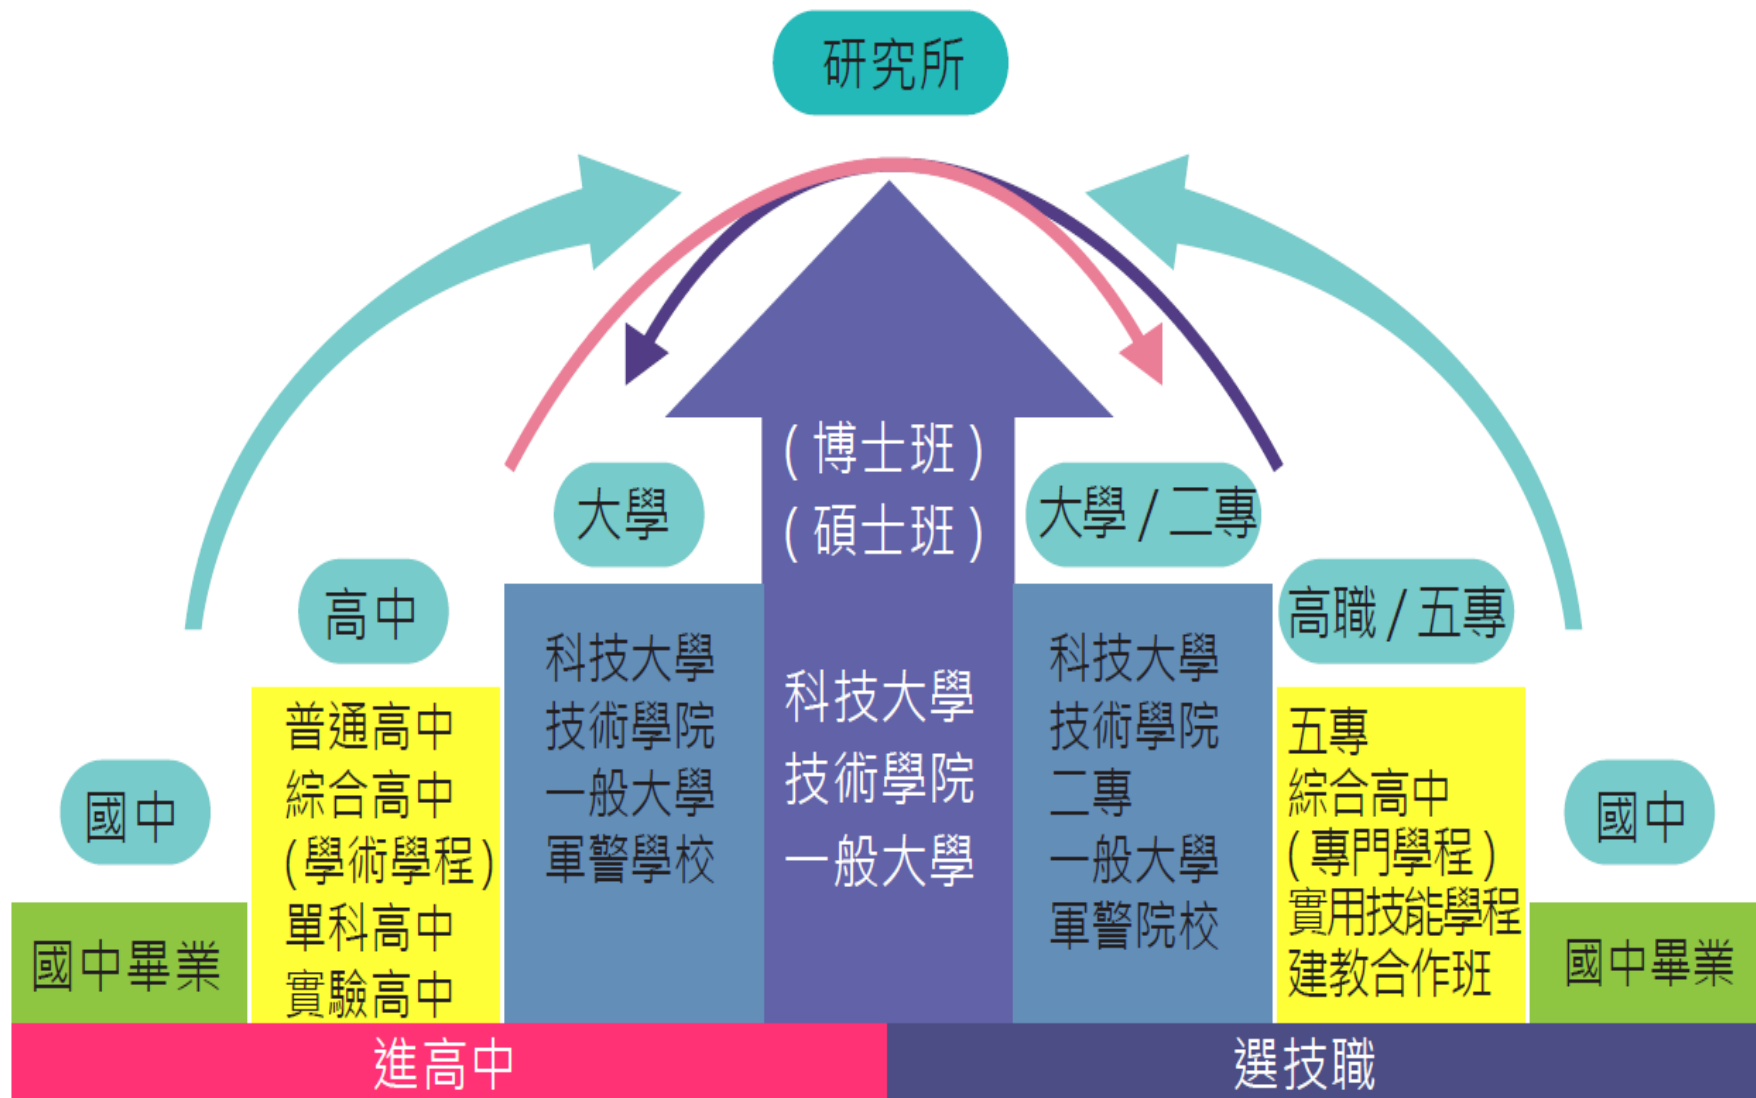 研究所
大學
高中
國中
國中畢業
普通高中
綜合高中
(學術學程)
單科高中
實驗高中
科技大學
技術學院
一般大學
軍警學校
(博士班)
(碩士班)
科技大學
技術學院
一般大學
大學/二專
科技大學
技術學院
二專
一般大學
軍警院校
高職/五專
五專
綜合高中
(專門學程)
實用技能學程
建教合作班
國中
國中畢業
進高中
選技職